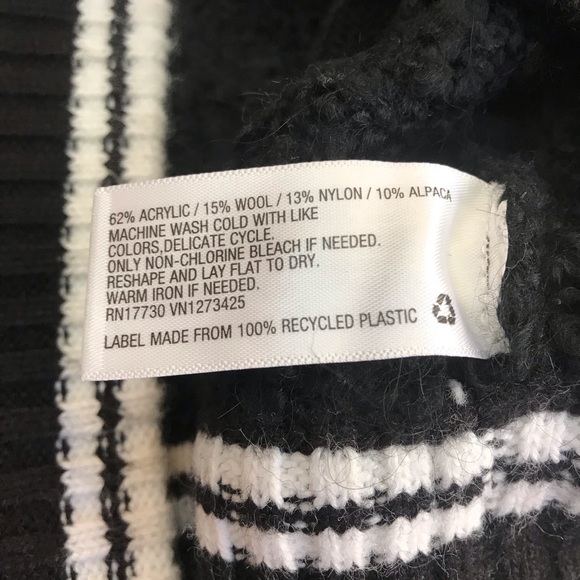 62% ACRYLIC / 15% WOOL / 13% NYLON / 10% ALPACA
MACHINE WASH COLD WITH LIKE
COLORS,DELICATE CYCLE.
ONLY NON-CHLORINE BLEACH IF NEEDED.
RESHAPE AND LAY FLAT TO DRY.
WARM IRON IF NEEDED.
RN17730 VN1273425
LABEL MADE FROM 100% RECYCLED PLASTIC